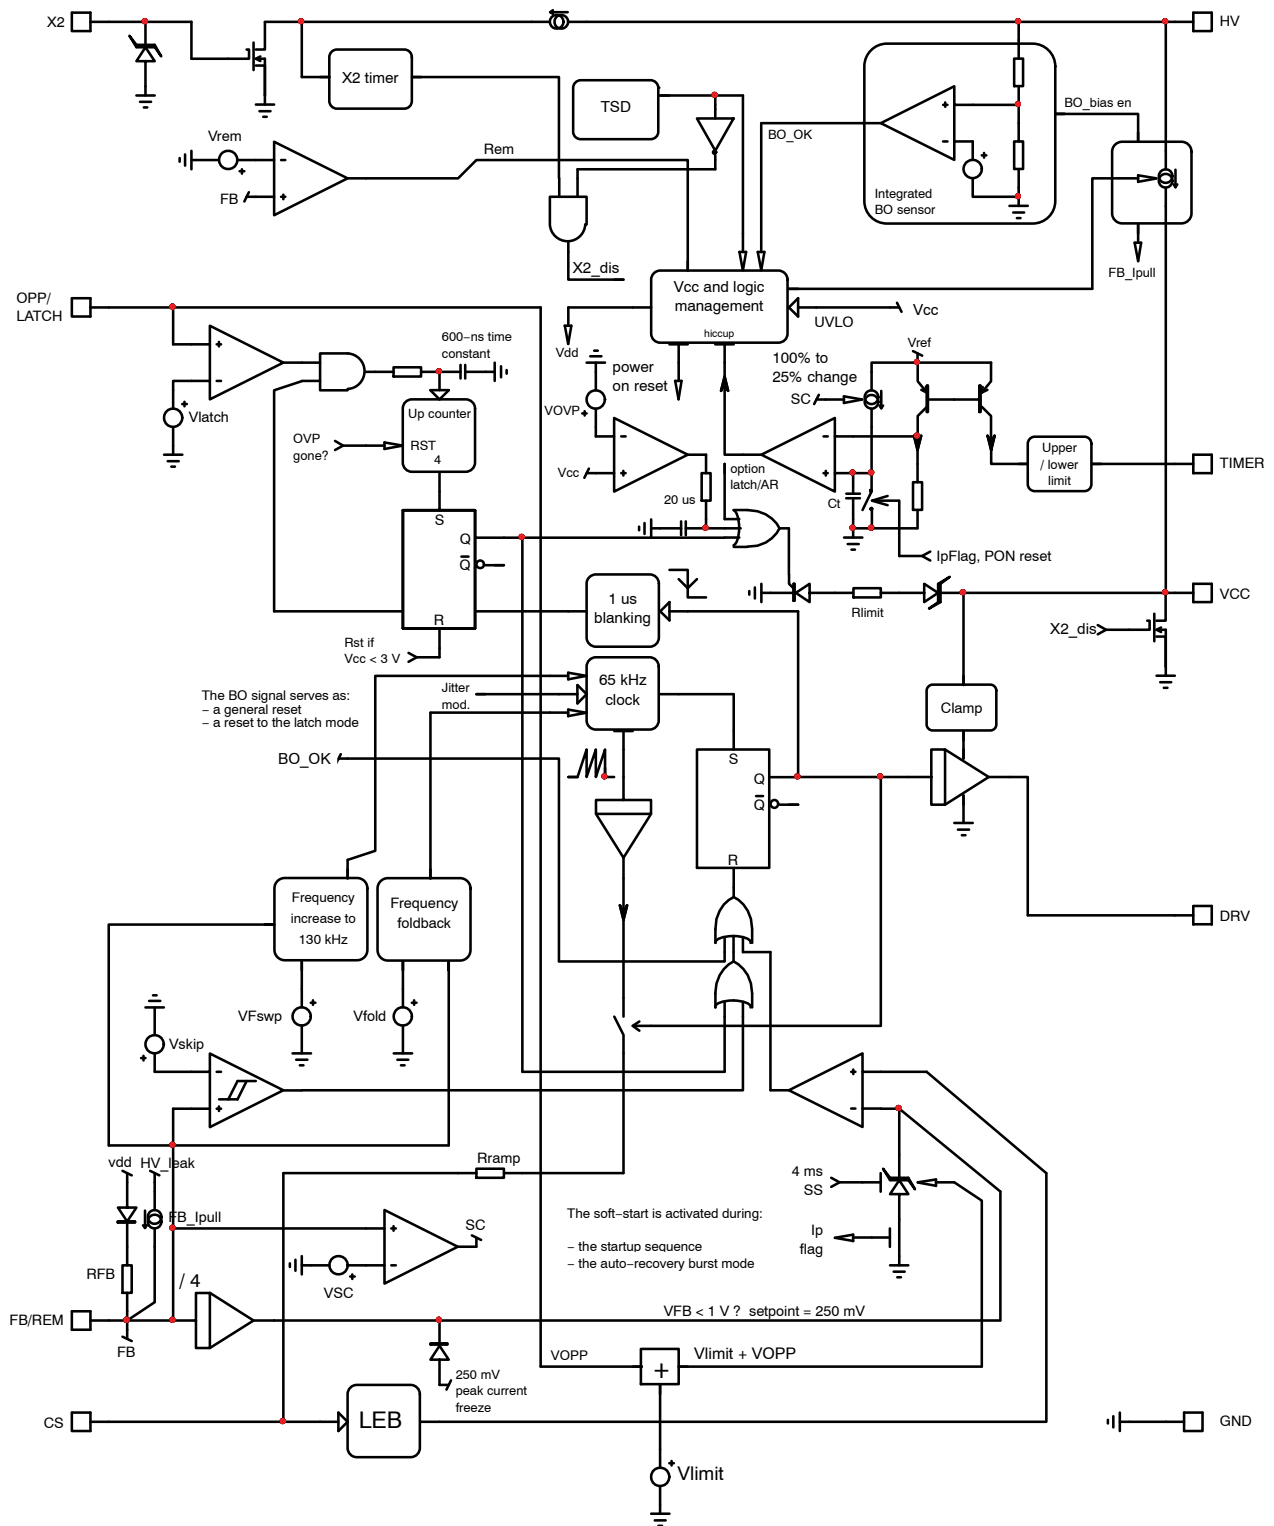 X2
HV
X2 timer
TSD
BO_OK
BO_bias en
Vrem
Rem
FB
Integrated
BO sensor
X2_dis
FB_Ipull
OPP/
LATCH
Vcc and logic
management
hiccup
UVLO
Vcc
Vdd
600−ns time
constant
Vlatch
power
on reset
VOVP
100% to
25% change
SC
Vref
Up counter
RST
4
OVP
gone?
Vcc
20 us
option
latch/AR
Ct
Upper
/ lower
limit
TIMER
S
Q
Q
R
IpFlag, PON reset
1 us
blanking
Rlimit
VCC
X2_dis
Rst if
Vcc < 3 V
65 kHz
clock
Jitter
mod.
The BO signal serves as:
− a general reset
− a reset to the latch mode
Clamp
BO_OK
S
Q
Q
R
Frequency
increase to
130 kHz
Frequency
foldback
DRV
VFswp
Vfold
Vskip
vdd
HV_leak
FB_Ipull
Rramp
4 ms
SS
SC
The soft−start is activated during:
− the startup sequence
− the auto−recovery burst mode
Ip
flag
RFB
/ 4
VSC
FB/REM
VFB < 1 V ? setpoint = 250 mV
FB
VOPP
Vlimit + VOPP
250 mV
peak current
freeze
CS
LEB
GND
Vlimit